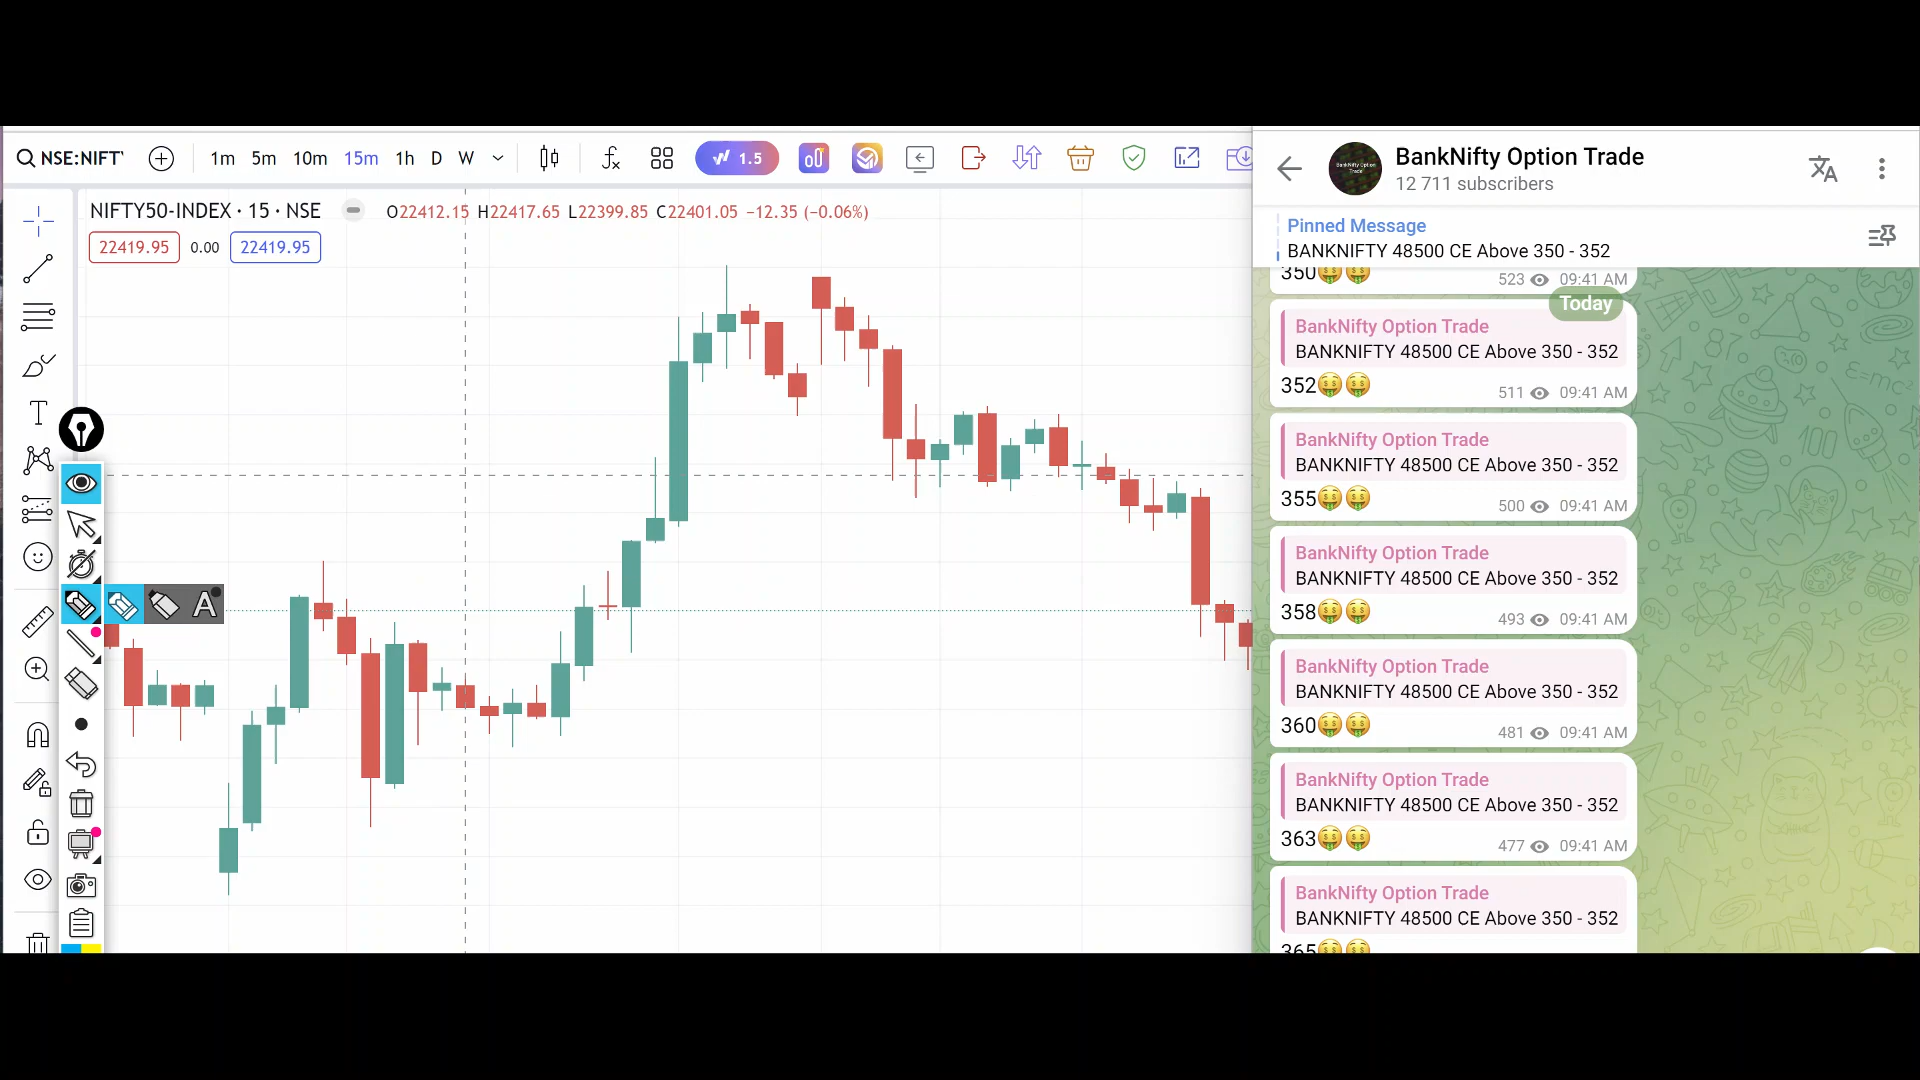 NSE:NIFTY
1m 5m 10m 15m 1h D W
1.5
NIFTY50-INDEX · 15 · NSE
O22412.15 H22417.65 L22399.85 C22401.05 −12.35 (−0.06%)
22419.95 0.00 22419.95
T
A
BankNifty Option Trade
BankNifty Option Trade
12 711 subscribers
Pinned Message
BANKNIFTY 48500 CE Above 350 - 352
350🤑🤑 523 09:41 AM
Today
BankNifty Option Trade
BANKNIFTY 48500 CE Above 350 - 352
352🤑🤑 511 09:41 AM
BankNifty Option Trade
BANKNIFTY 48500 CE Above 350 - 352
355🤑🤑 500 09:41 AM
BankNifty Option Trade
BANKNIFTY 48500 CE Above 350 - 352
358🤑🤑 493 09:41 AM
BankNifty Option Trade
BANKNIFTY 48500 CE Above 350 - 352
360🤑🤑 481 09:41 AM
BankNifty Option Trade
BANKNIFTY 48500 CE Above 350 - 352
363🤑🤑 477 09:41 AM
BankNifty Option Trade
BANKNIFTY 48500 CE Above 350 - 352
365🤑🤑